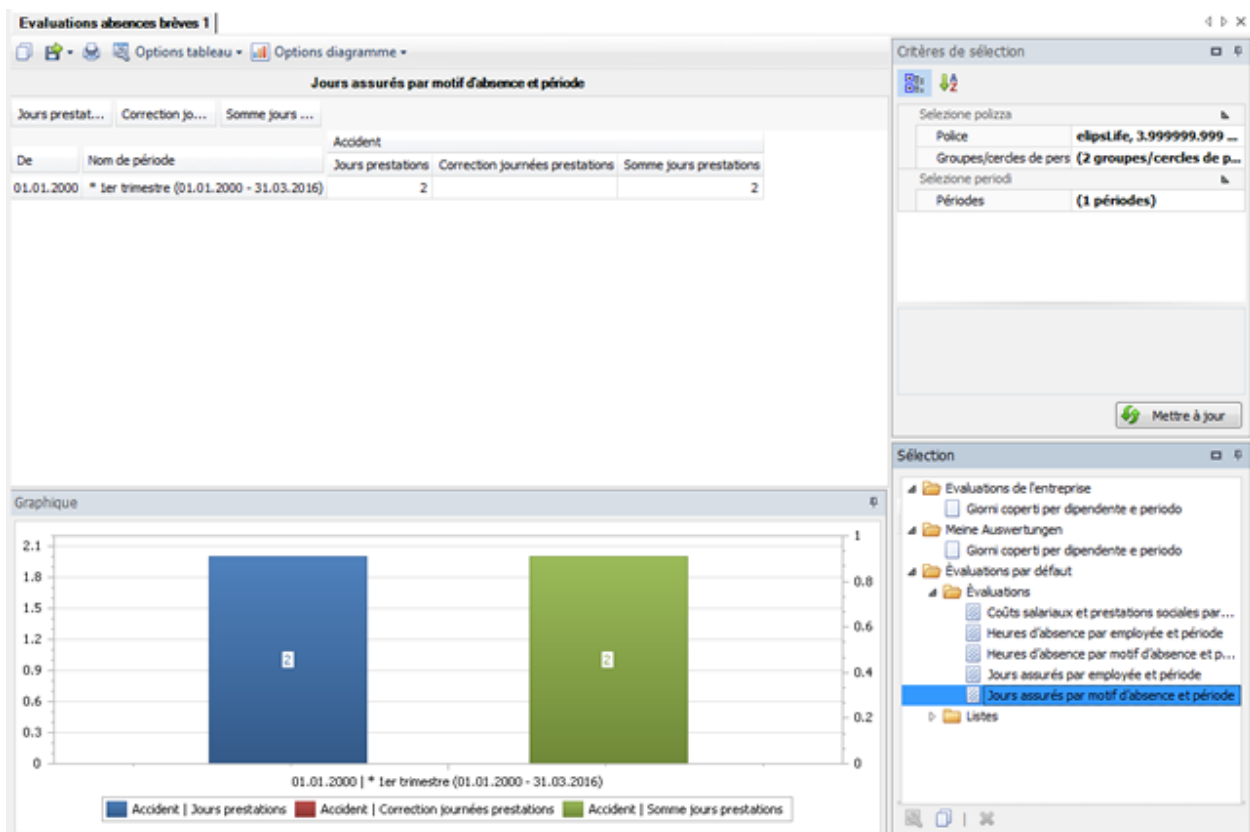 Evaluations absences brèves 1
Options tableau
Options diagramme
Jours assurés par motif d'absence et période
Jours prestat... Correction jo... Somme jours ...
Accident
De Nom de période Jours prestations Correction journées prestations Somme jours prestations
01.01.2000 * 1er trimestre (01.01.2000 - 31.03.2016) 2 2
Critères de sélection
Selezione polizza
Police elipsLife, 3.999999.999 ...
Groupes/cercles de pers (2 groupes/cercles de p...
Selezione periodi
Périodes (1 périodes)
Mettre à jour
Graphique
2.1
1.8
1.5
1.2
0.9
0.6
0.3
0
2
2
1
0.8
0.6
0.4
0.2
0
01.01.2000 | * 1er trimestre (01.01.2000 - 31.03.2016)
Accident | Jours prestations Accident | Correction journées prestations Accident | Somme jours prestations
Sélection
Evaluations de l'entreprise
Giorni coperti per dipendente e periodo
Meine Auswertungen
Giorni coperti per dipendente e periodo
Èvaluations par défaut
Èvaluations
Coûts salariaux et prestations sociales par...
Heures d'absence par employée et période
Heures d'absence par motif d'absence et p...
Jours assurés par employée et période
Jours assurés par motif d'absence et période
Listes